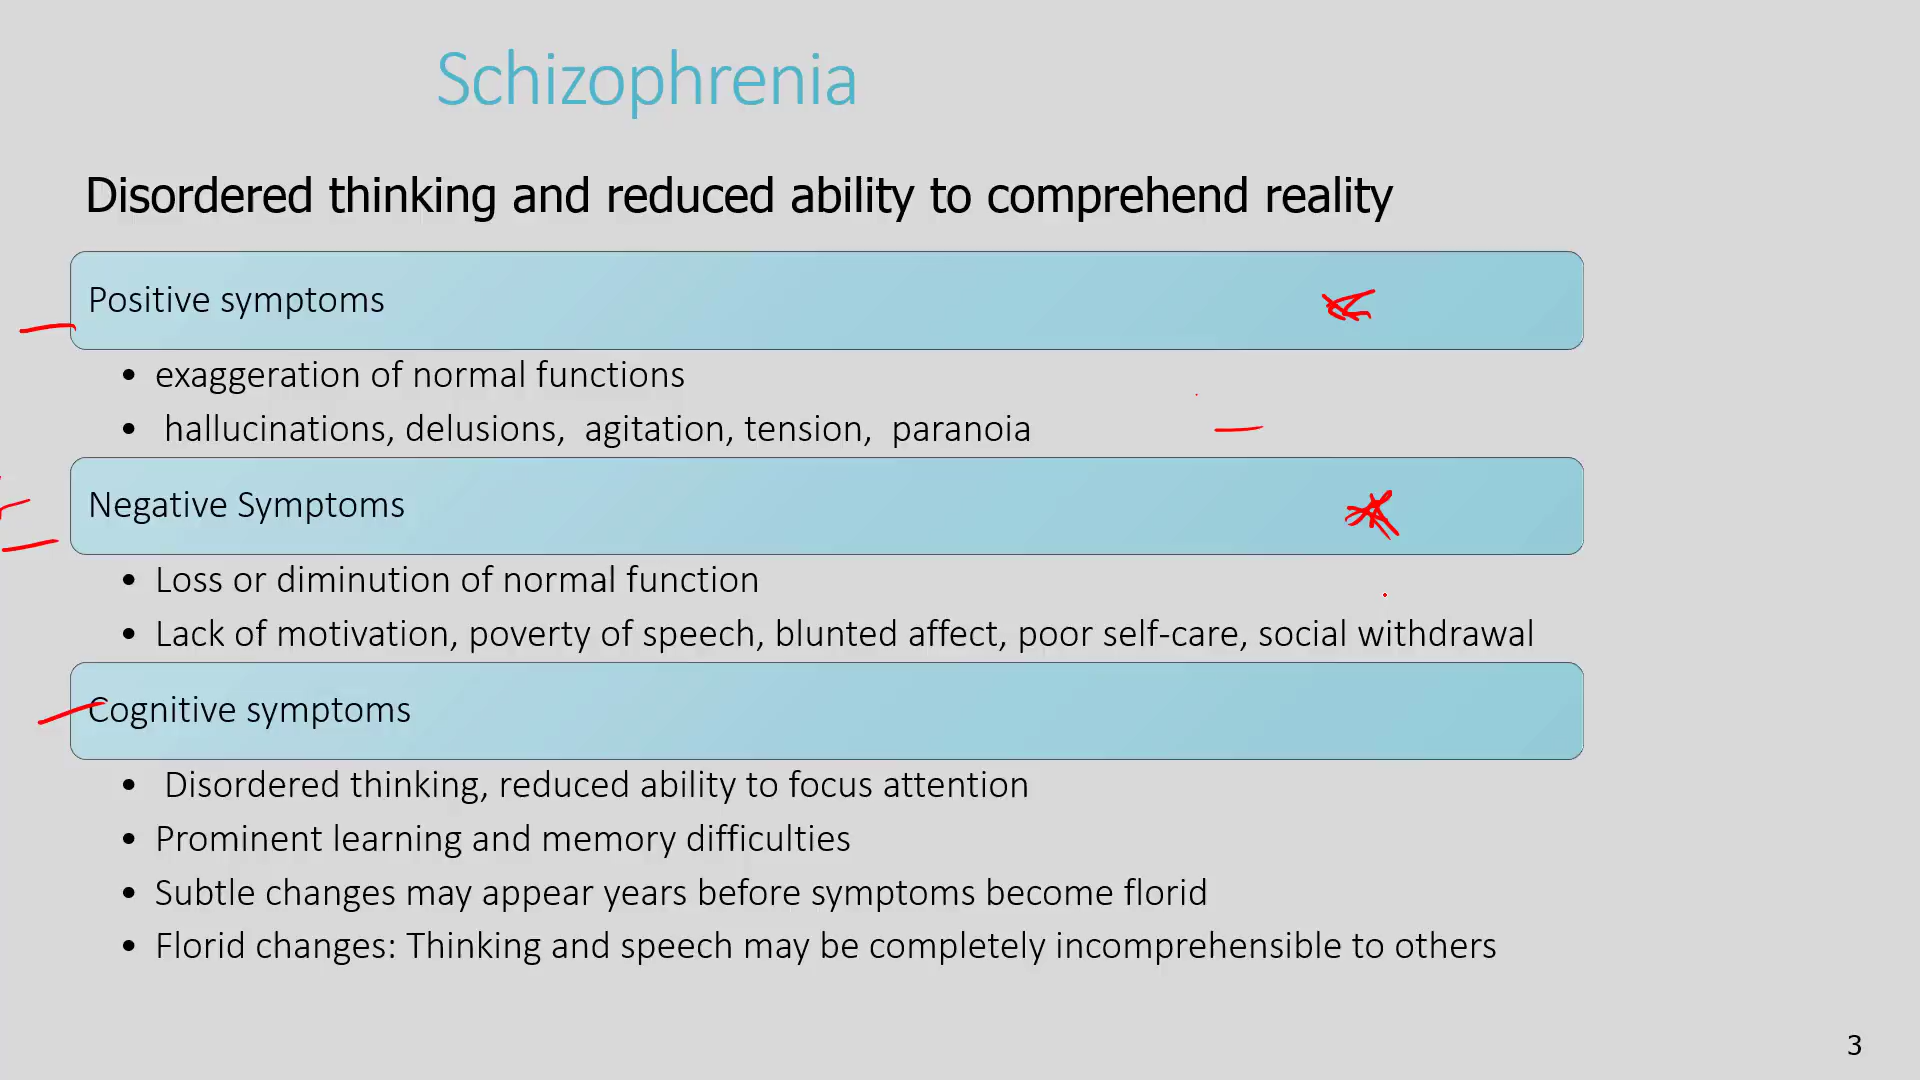 Schizophrenia
Disordered thinking and reduced ability to comprehend reality
Positive symptoms
• exaggeration of normal functions
• hallucinations, delusions, agitation, tension, paranoia
Negative Symptoms
• Loss or diminution of normal function
• Lack of motivation, poverty of speech, blunted affect, poor self-care, social withdrawal
Cognitive symptoms
• Disordered thinking, reduced ability to focus attention
• Prominent learning and memory difficulties
• Subtle changes may appear years before symptoms become florid
• Florid changes: Thinking and speech may be completely incomprehensible to others
3